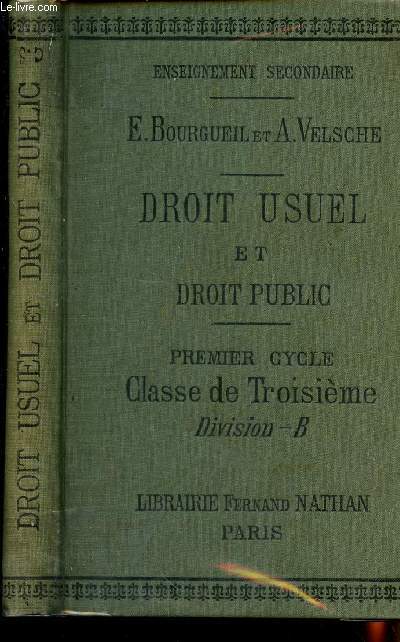 www.le-livre.com
ENSEIGNEMENT SECONDAIRE
E. BOURGUEIL ET A. VELSCHE
DROIT USUEL
ET
DROIT PUBLIC
PREMIER CYCLE
Classe de Troisième
Division-B
LIBRAIRIE FERNAND NATHAN
PARIS
DROIT USUEL ET DROIT PUBLIC